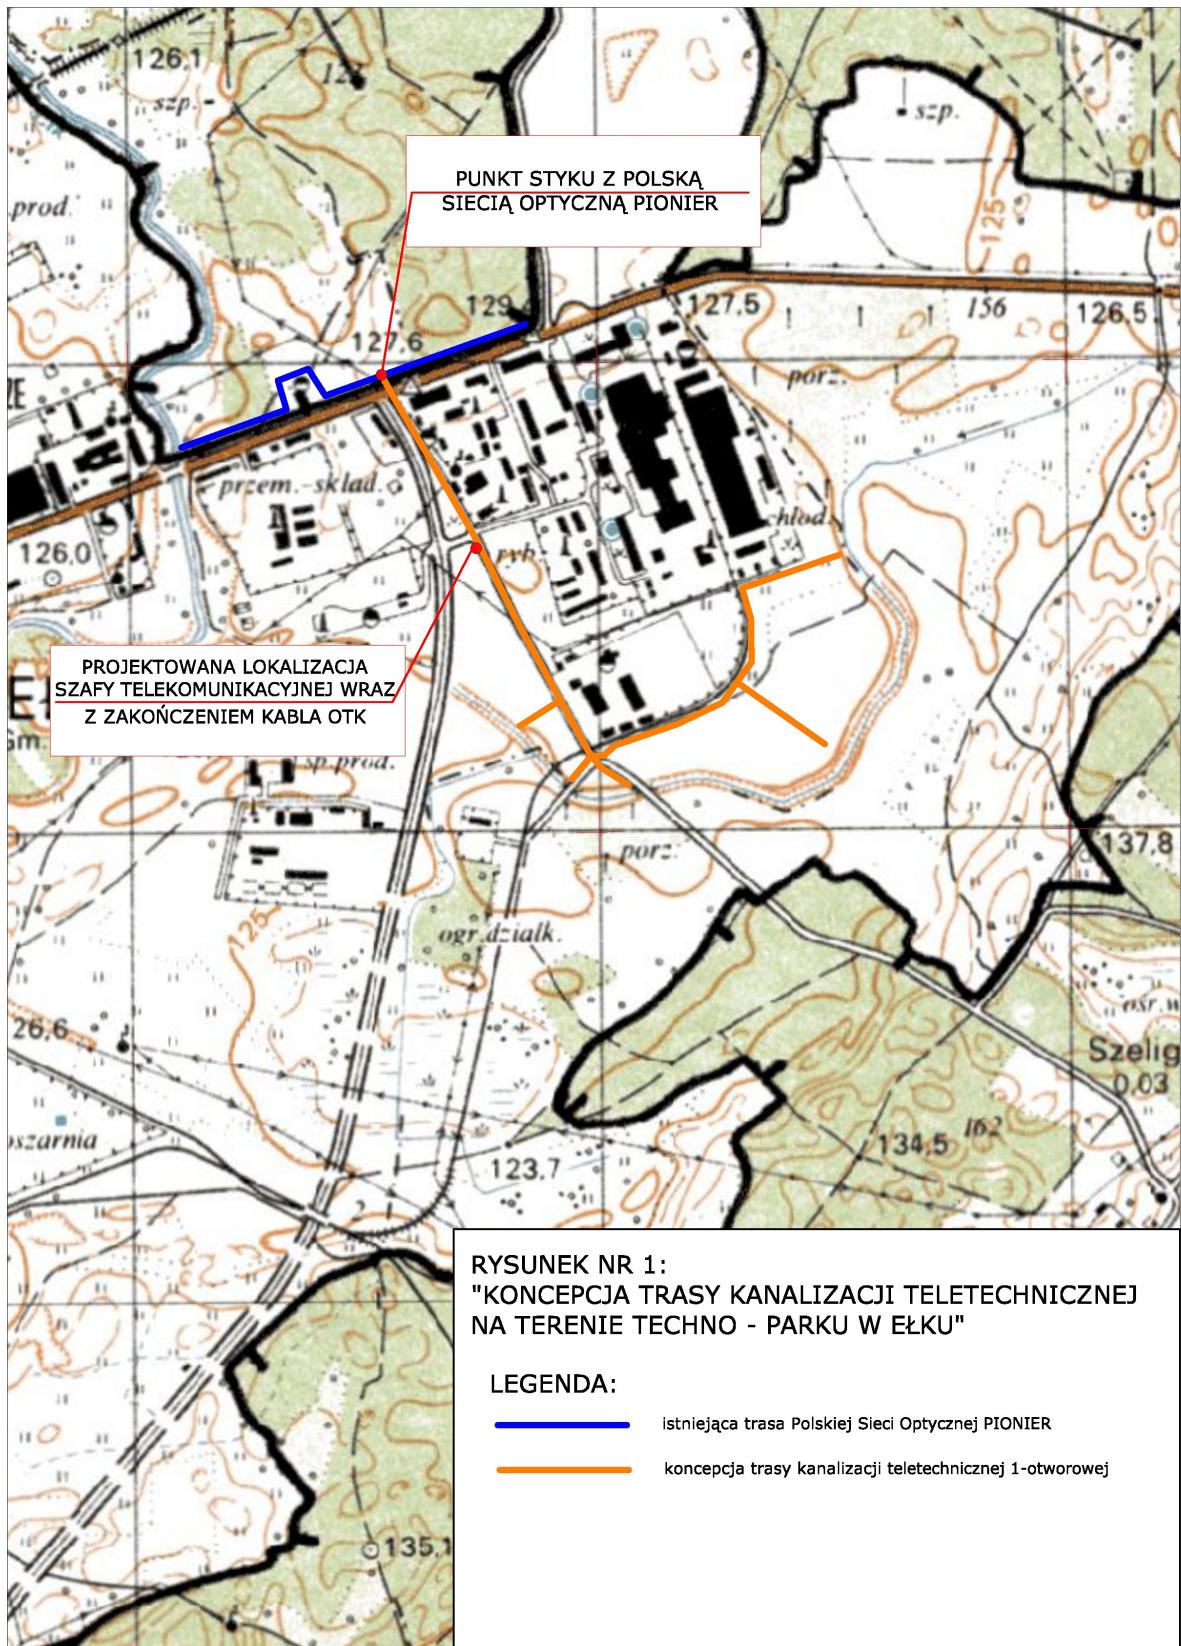 126,1
szp.
szp.
PUNKT STYKU Z POLSKĄ
SIECIĄ OPTYCZNĄ PIONIER
prod.
125
129
127,5
156
126,5
127,6
porz.
przem.-skład.
chłod.
126,0
ryb.
PROJEKTOWANA LOKALIZACJA
SZAFY TELEKOMUNIKACYJNEJ WRAZ
Z ZAKOŃCZENIEM KABLA OTK
sp.prod.
porz.
137,8
125
ogr.działk.
26,6
Szelig
0,03
oszarnia
134,5
162
123,7
RYSUNEK NR 1:
"KONCEPCJA TRASY KANALIZACJI TELETECHNICZNEJ
NA TERENIE TECHNO - PARKU W EŁKU"
LEGENDA:
istniejąca trasa Polskiej Sieci Optycznej PIONIER
koncepcja trasy kanalizacji teletechnicznej 1-otworowej
135,1